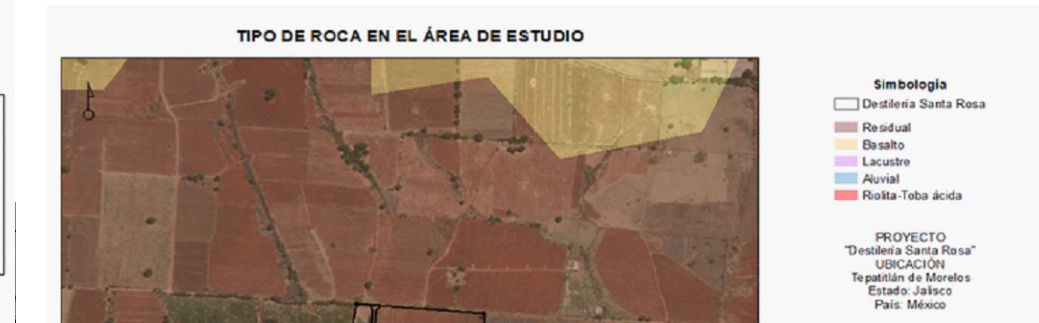 TIPO DE ROCA EN EL ÁREA DE ESTUDIO
Simbología
Destilería Santa Rosa
Residual
Basalto
Lacustre
Aluvial
Riolita-Toba ácida
PROYECTO
"Destilería Santa Rosa"
UBICACIÓN
Tepatitlán de Morelos
Estado: Jalisco
País: México